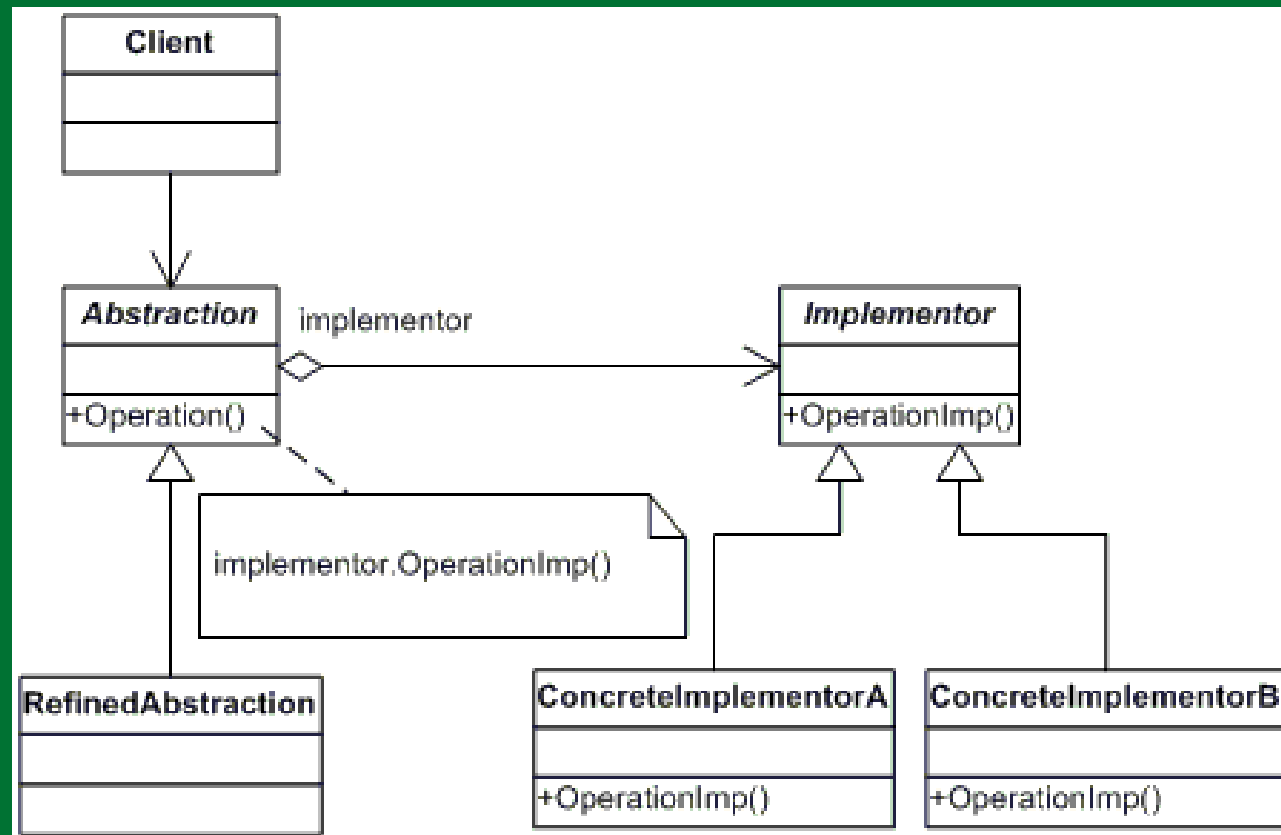 Client
Abstraction
implementor
Implementor
+Operation()
+OperationImp()
implementor.OperationImp()
RefinedAbstraction
ConcreteImplementorA
ConcreteImplementorB
+OperationImp()
+OperationImp()